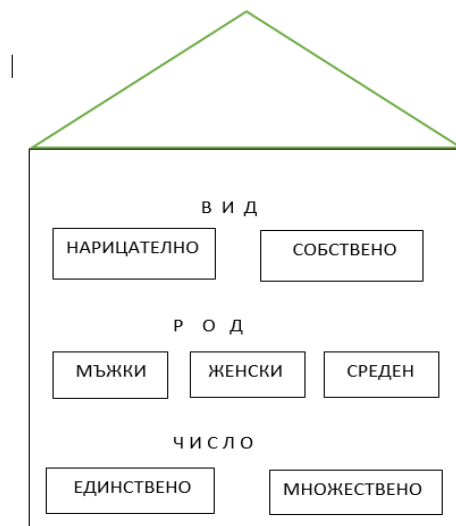 В И Д
НАРИЦАТЕЛНО СОБСТВЕНО
Р О Д
МЪЖКИ ЖЕНСКИ СРЕДЕН
Ч И С Л О
ЕДИНСТВЕНО МНОЖЕСТВЕНО